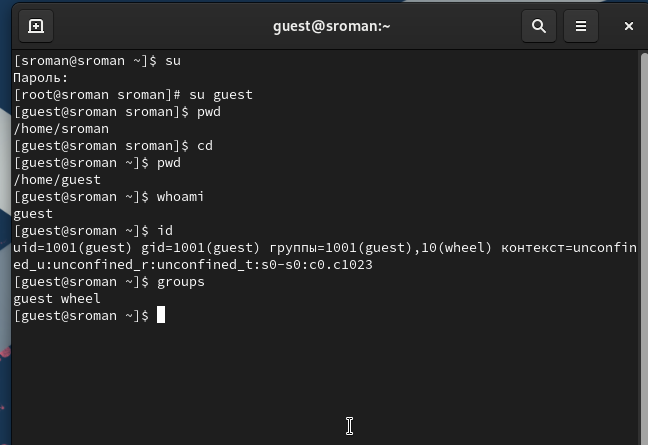 guest@sroman:~
[sroman@sroman ~]$ su
Пароль:
[root@sroman sroman]# su guest
[guest@sroman sroman]$ pwd
/home/sroman
[guest@sroman sroman]$ cd
[guest@sroman ~]$ pwd
/home/guest
[guest@sroman ~]$ whoami
guest
[guest@sroman ~]$ id
uid=1001(guest) gid=1001(guest) группы=1001(guest),10(wheel) контекст=unconfin
ed_u:unconfined_r:unconfined_t:s0-s0:c0.c1023
[guest@sroman ~]$ groups
guest wheel
[guest@sroman ~]$